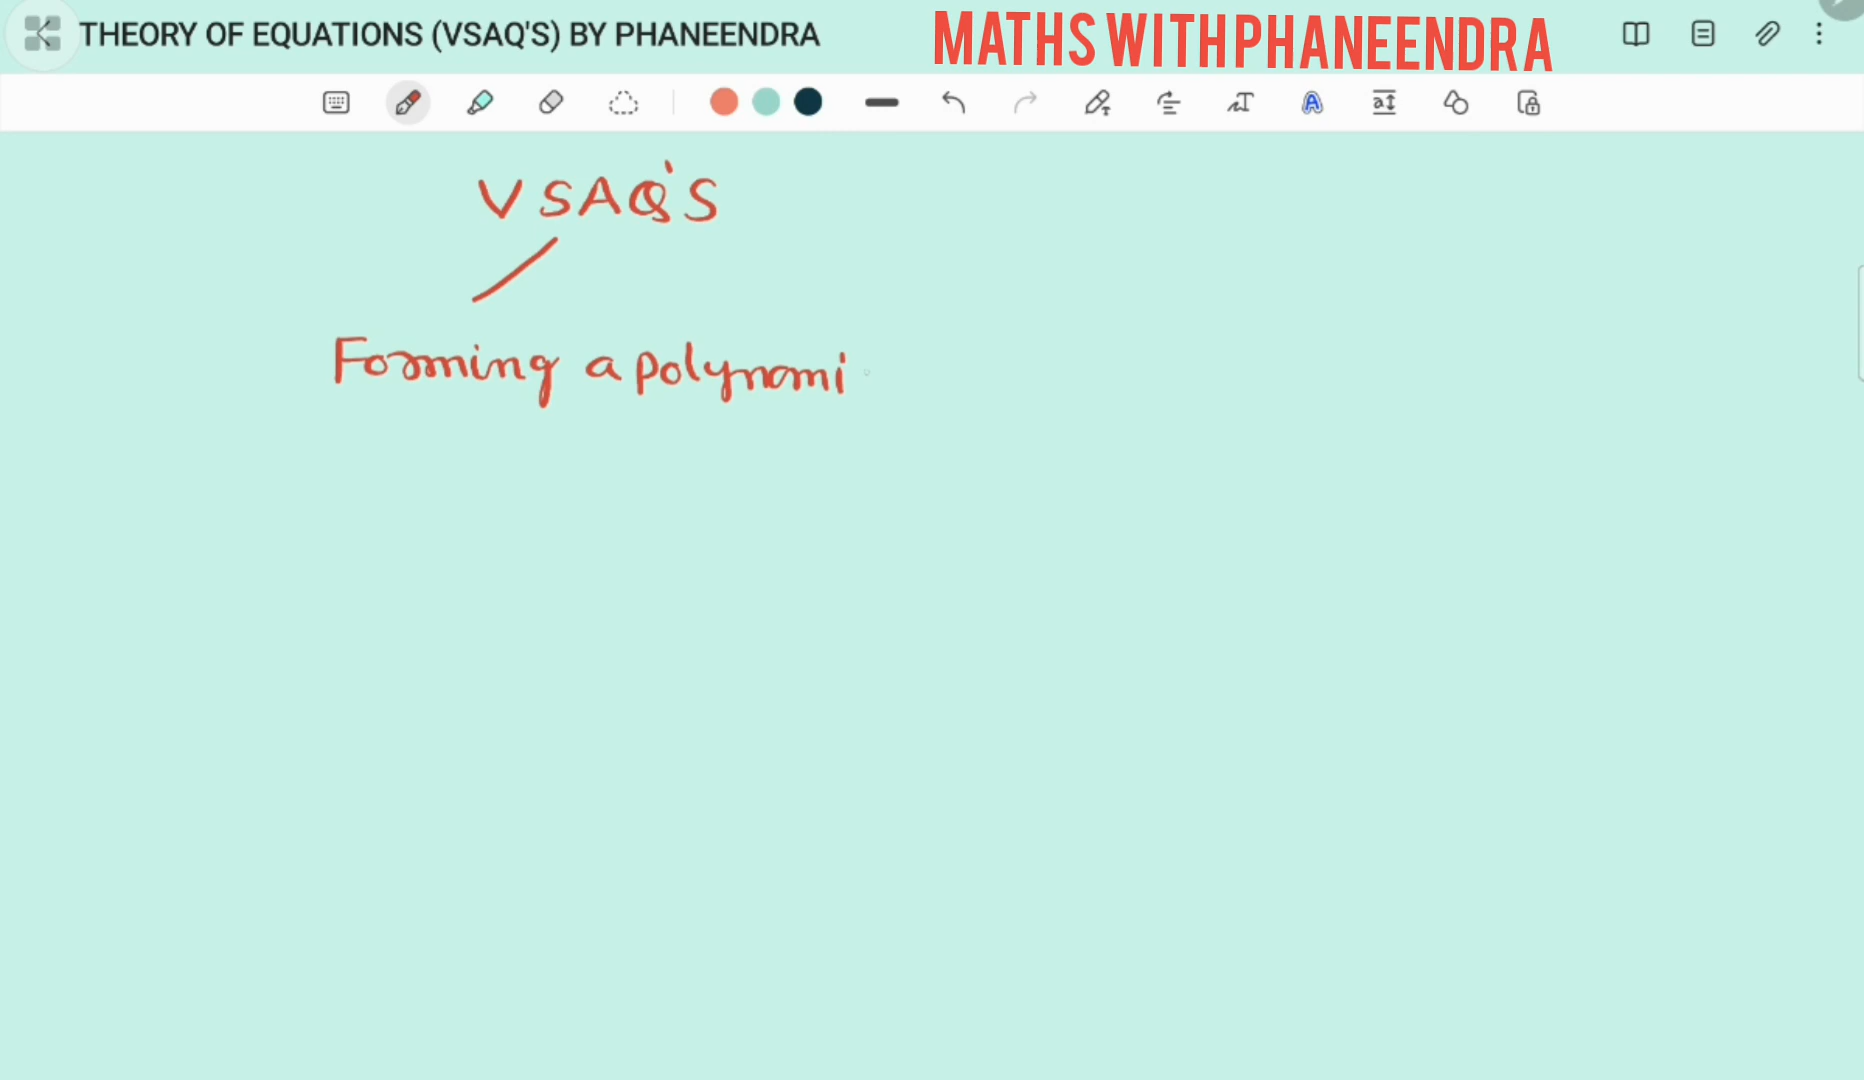 THEORY OF EQUATIONS (VSAQ'S) BY PHANEENDRA
MATHS WITH PHANEENDRA
VSAQ'S
Forming a polynomi